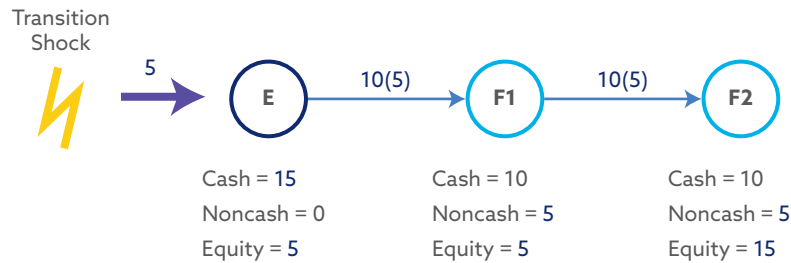 Transition
Shock
5
E
10(5)
F1
10(5)
F2
Cash = 15
Noncash = 0
Equity = 5
Cash = 10
Noncash = 5
Equity = 5
Cash = 10
Noncash = 5
Equity = 15